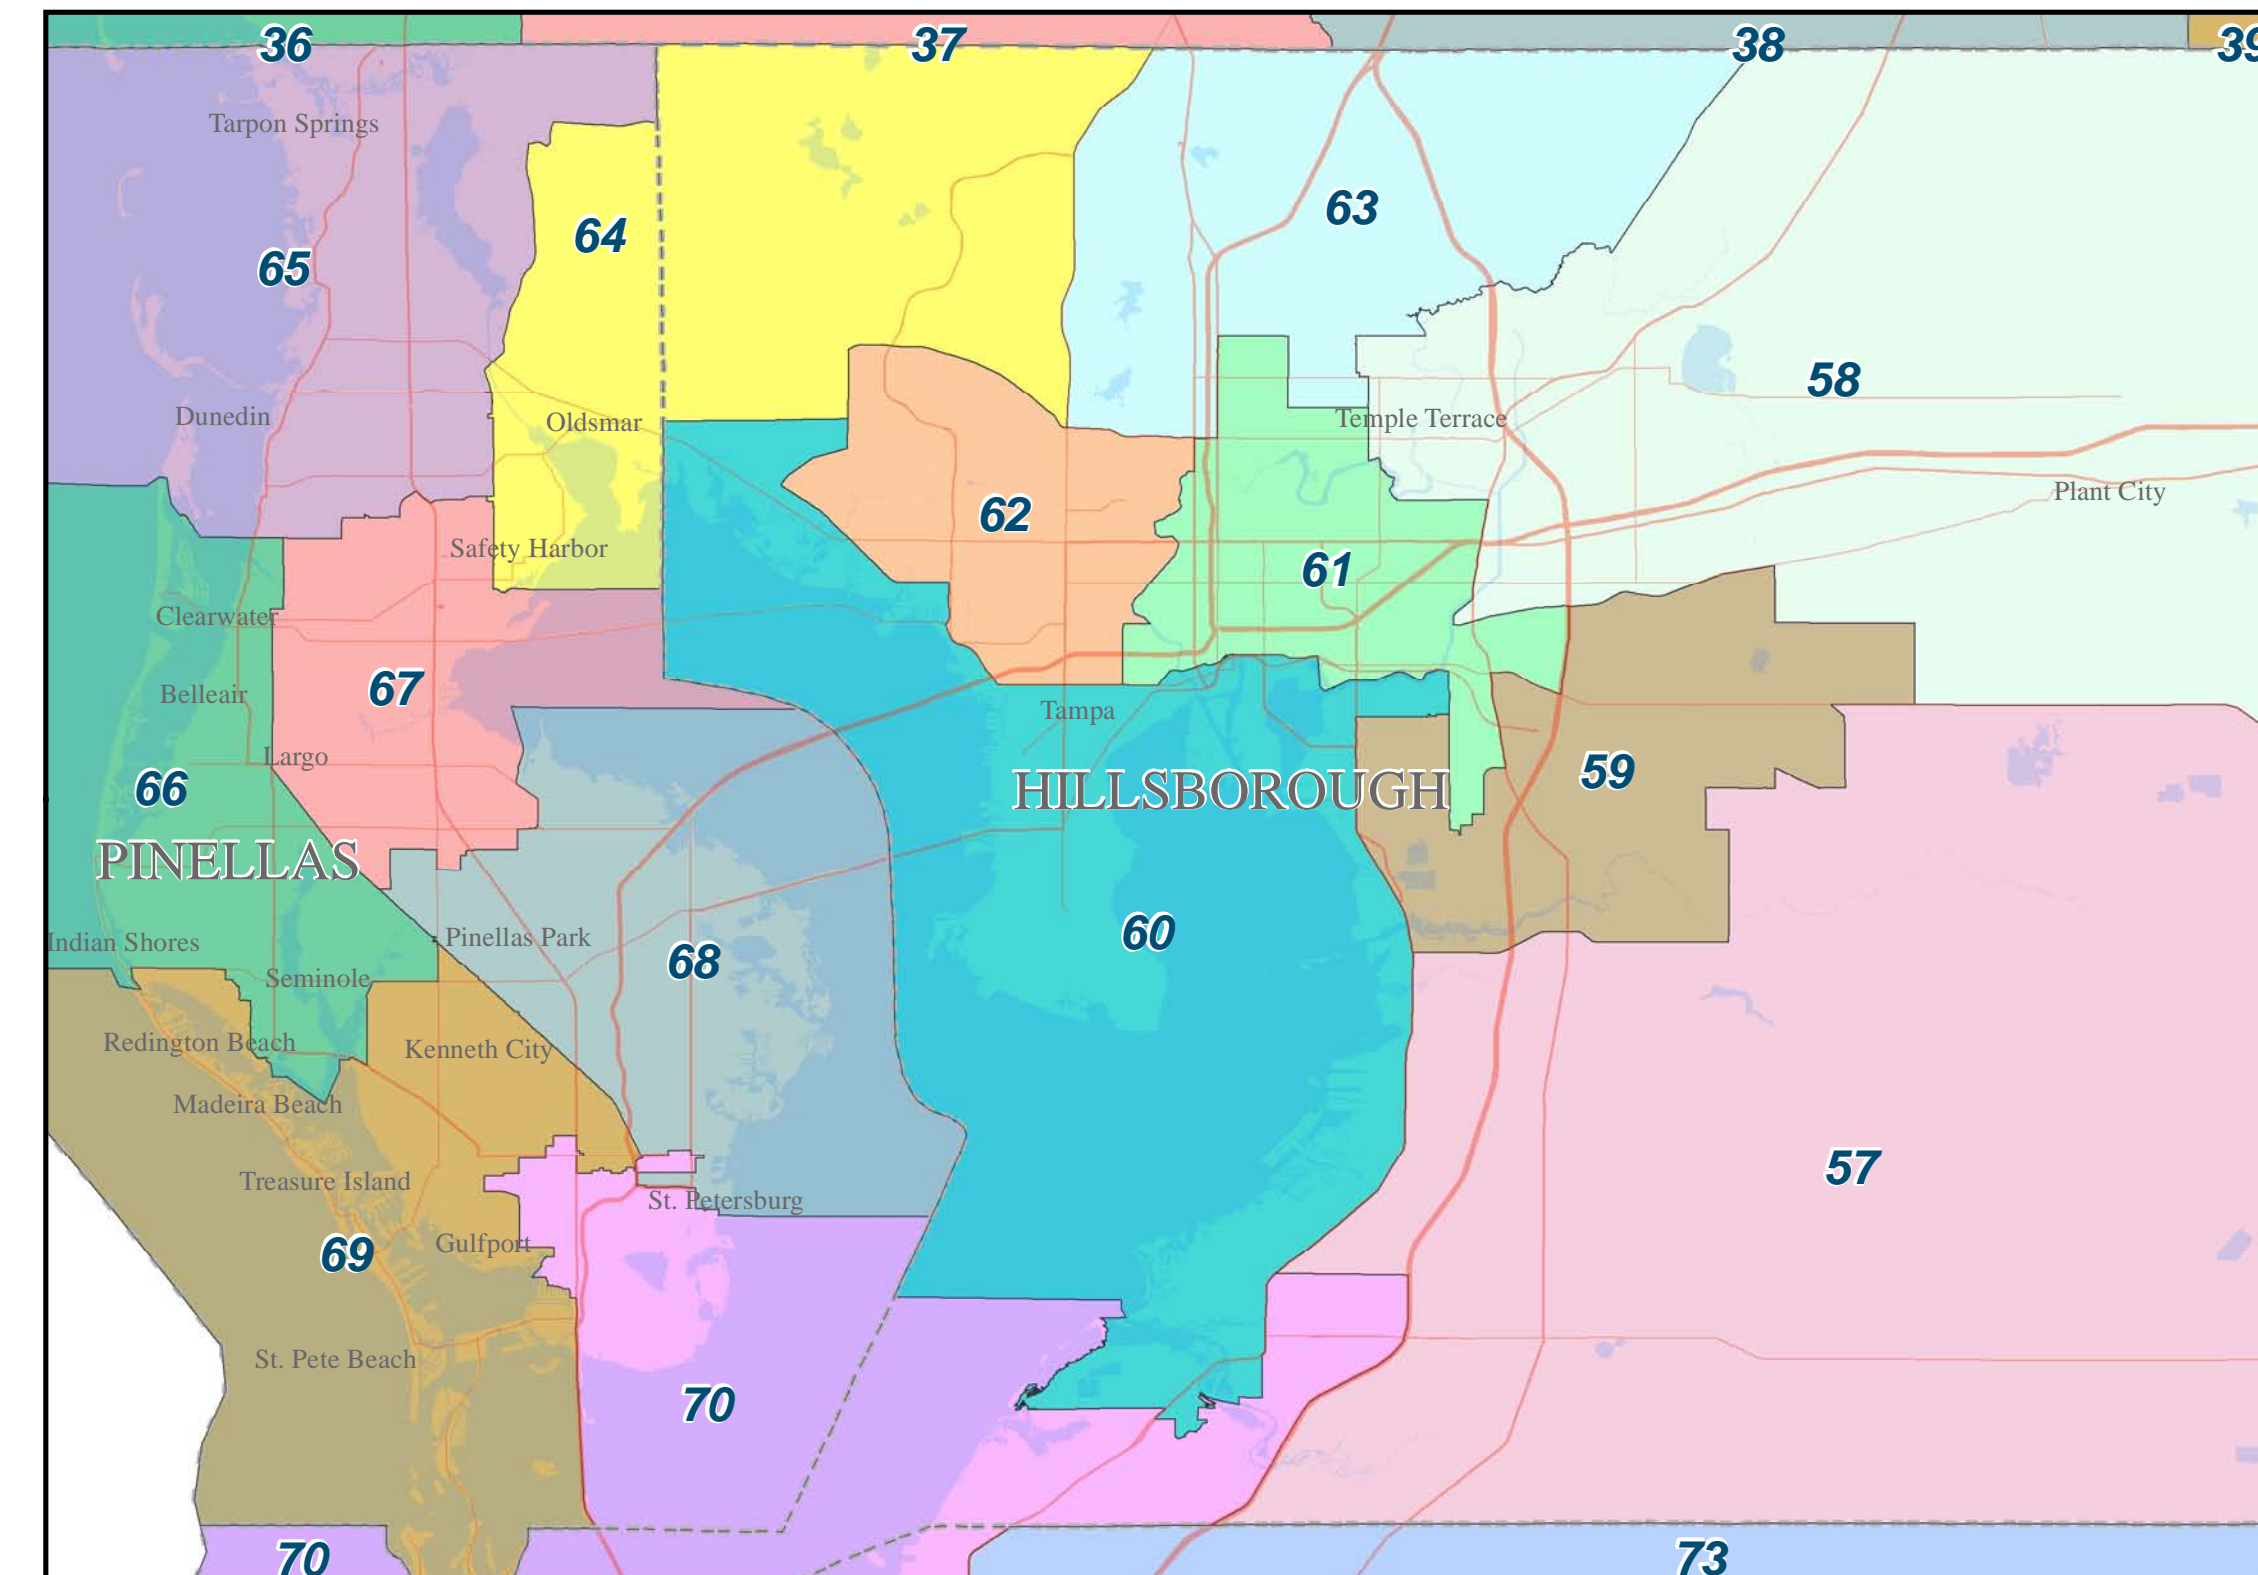 36
37
38
39
Tarpon Springs
63
64
65
58
Dunedin
Oldsmar
Temple Terrace
Plant City
62
Safety Harbor
61
Clearwater
67
Belleair
Tampa
Largo
59
66
HILLSBOROUGH
PINELLAS
60
Pinellas Park
Indian Shores
68
Seminole
Redington Beach
Kenneth City
Madeira Beach
57
Treasure Island
St. Petersburg
Gulfport
69
St. Pete Beach
70
70
73